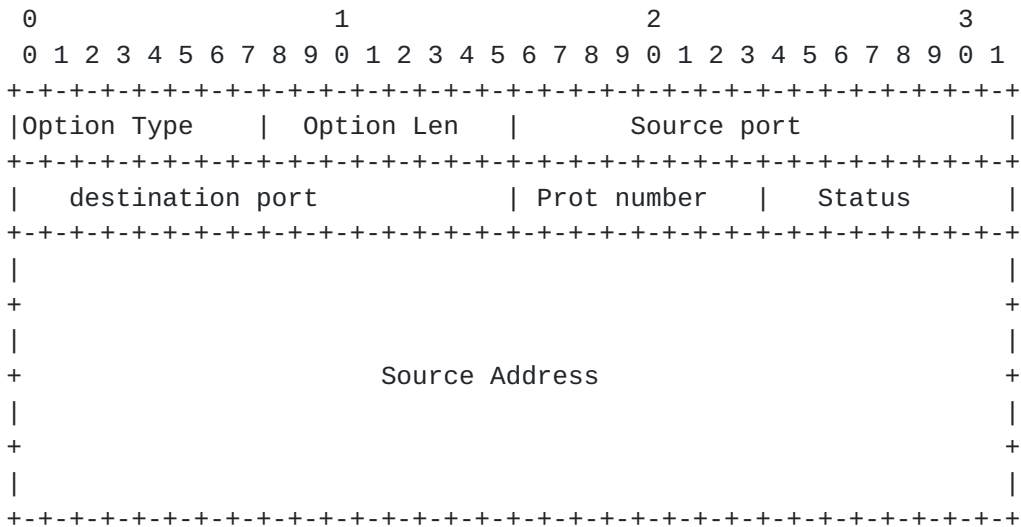 0                   1                   2                   3
 0 1 2 3 4 5 6 7 8 9 0 1 2 3 4 5 6 7 8 9 0 1 2 3 4 5 6 7 8 9 0 1
+-+-+-+-+-+-+-+-+-+-+-+-+-+-+-+-+-+-+-+-+-+-+-+-+-+-+-+-+-+-+-+-+
|Option Type    |  Option Len   |       Source port             |
+-+-+-+-+-+-+-+-+-+-+-+-+-+-+-+-+-+-+-+-+-+-+-+-+-+-+-+-+-+-+-+-+
|   destination port            | Prot number   |   Status      |
+-+-+-+-+-+-+-+-+-+-+-+-+-+-+-+-+-+-+-+-+-+-+-+-+-+-+-+-+-+-+-+-+
|                                                               |
+                                                               +
|                                                               |
+                       Source Address                          +
|                                                               |
+                                                               +
|                                                               |
+-+-+-+-+-+-+-+-+-+-+-+-+-+-+-+-+-+-+-+-+-+-+-+-+-+-+-+-+-+-+-+-+